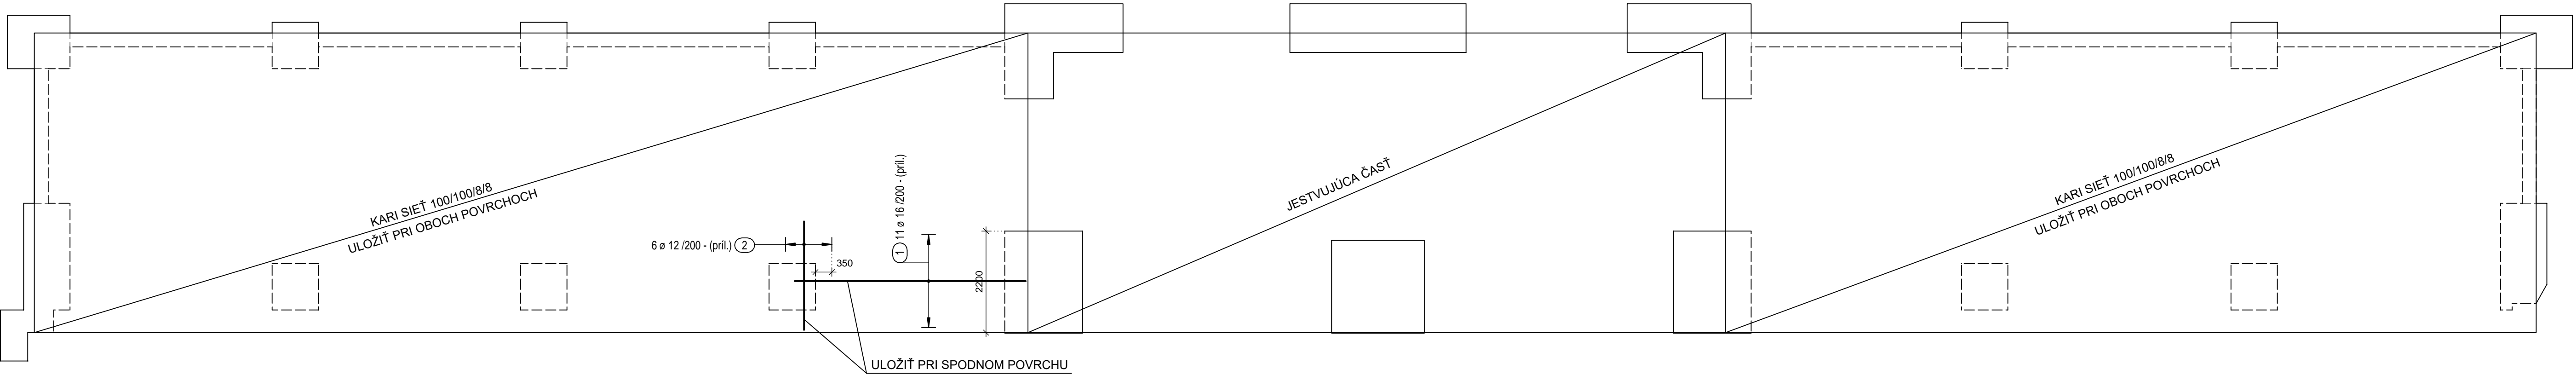 KARI SIEŤ 100/100/8/8
ULOŽIŤ PRI OBOCH POVRCHOCH
6 ø 12 /200 - (príl.) 2
350
1 11 ø 16 /200 - (príl.)
2200
ULOŽIŤ PRI SPODNOM POVRCHU
JESTVUJÚCA ČASŤ
KARI SIEŤ 100/100/8/8
ULOŽIŤ PRI OBOCH POVRCHOCH